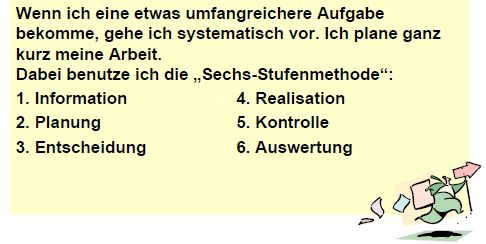 Wenn ich eine etwas umfangreichere Aufgabe
bekomme, gehe ich systematisch vor. Ich plane ganz
kurz meine Arbeit.
Dabei benutze ich die „Sechs-Stufenmethode“:
1. Information
2. Planung
3. Entscheidung
4. Realisation
5. Kontrolle
6. Auswertung